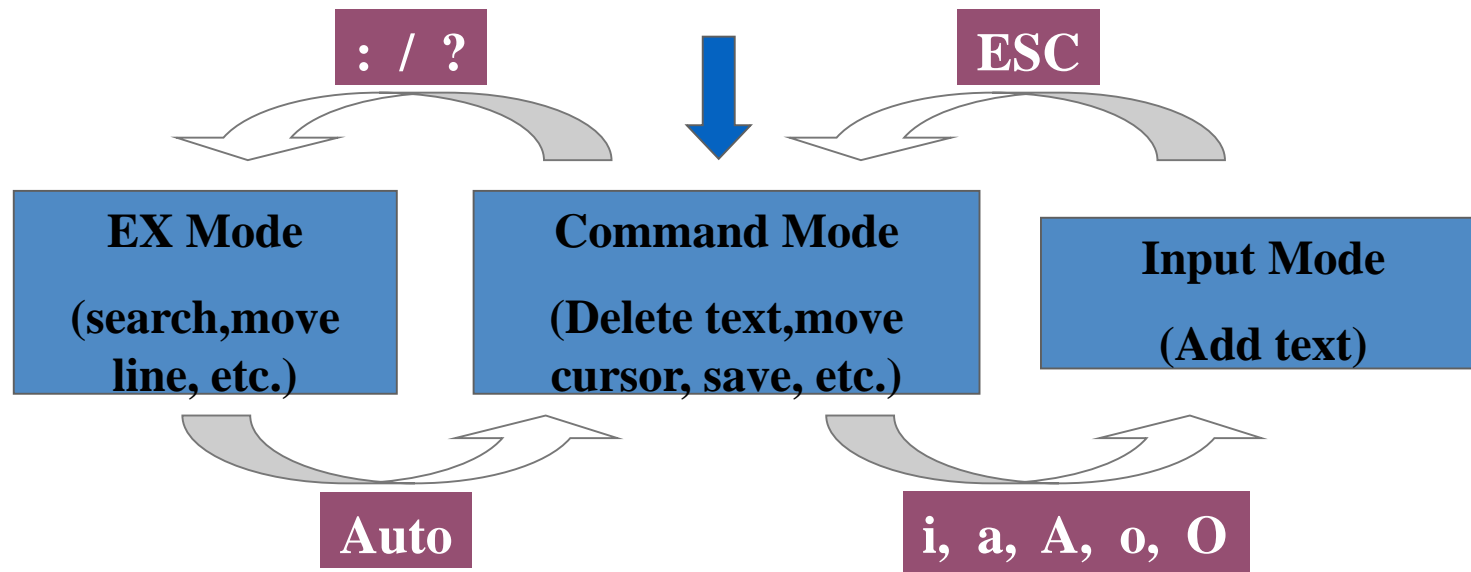 : / ?
ESC
EX Mode
(search,move
line, etc.)
Command Mode
(Delete text,move
cursor, save, etc.)
Input Mode
(Add text)
Auto
i, a, A, o, O